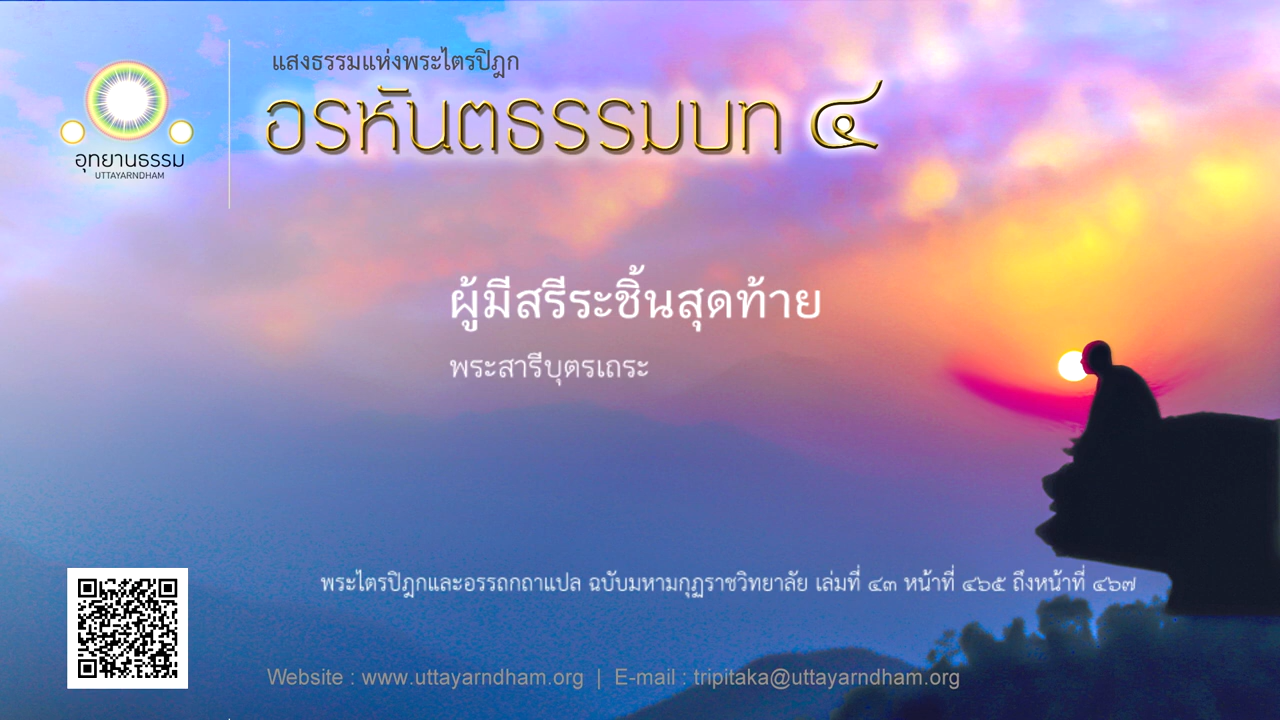 อุทยานธรรม
UTTAYARNDHAM
แสงธรรมแห่งพระไตรปิฎก
อรหันตธรรมบท ๔
ผู้มีสรีระชิ้นสุดท้าย
พระสารีบุตรเถระ
พระไตรปิฎกและอรรถกถาแปล ฉบับมหามกุฏราชวิทยาลัย เล่มที่ ๔๓ หน้าที่ ๔๖๕ ถึงหน้าที่ ๔๖๗
Website : www.uttayarndham.org | E-mail : tripitaka@uttayarndham.org